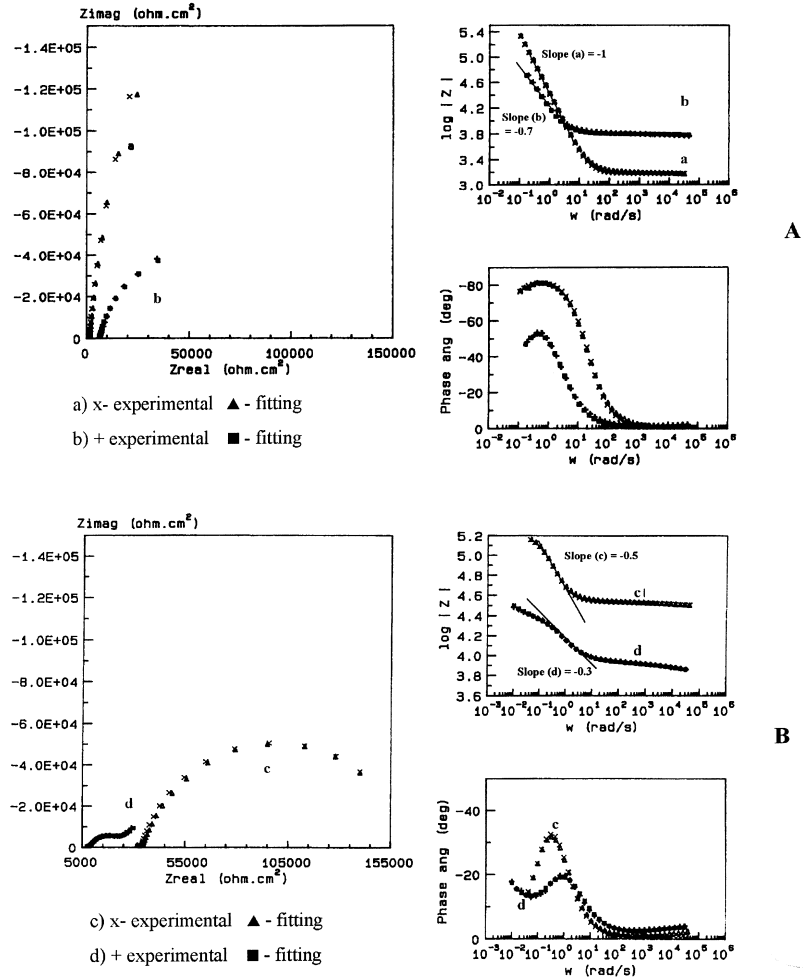 Zimag (ohm.cm²)
-1.4E+05
-1.2E+05
-1.0E+05
-8.0E+04
-6.0E+04
-4.0E+04
-2.0E+04
0
b
0 50000 100000 150000
Zreal (ohm.cm²)
a) x- experimental ▲ - fitting
b) + experimental ■ - fitting
log |Z|
5.4
5.0
4.6
4.2
3.8
3.4
3.0
Slope (a) = -1
Slope (b)
= -0.7
b
a
10⁻² 10⁻¹ 10⁰ 10¹ 10² 10³ 10⁴ 10⁵ 10⁶
w (rad/s)
A
Phase ang (deg)
-80
-60
-40
-20
0
10⁻² 10⁻¹ 10⁰ 10¹ 10² 10³ 10⁴ 10⁵ 10⁶
w (rad/s)
Zimag (ohm.cm²)
-1.4E+05
-1.2E+05
-1.0E+05
-8.0E+04
-6.0E+04
-4.0E+04
-2.0E+04
0
d
c
5000 55000 105000 155000
Zreal (ohm.cm²)
c) x- experimental ▲ - fitting
d) + experimental ■ - fitting
log |Z|
5.2
5.0
4.8
4.6
4.4
4.2
4.0
3.8
3.6
Slope (c) = -0.5
c
d
Slope (d) = -0.3
10⁻³ 10⁻² 10⁻¹ 10⁰ 10¹ 10² 10³ 10⁴ 10⁵ 10⁶
w (rad/s)
B
Phase ang (deg)
-40
-20
0
c
d
10⁻³ 10⁻² 10⁻¹ 10⁰ 10¹ 10² 10³ 10⁴ 10⁵ 10⁶
w (rad/s)